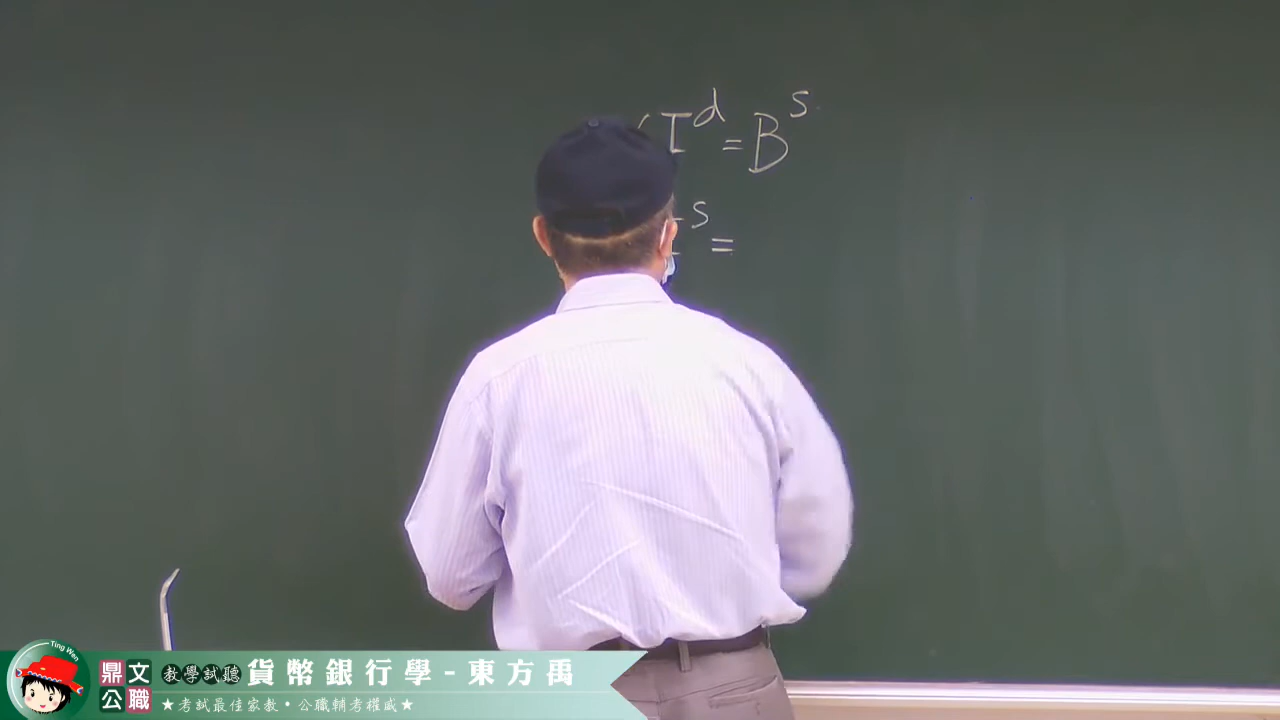 I^d = B^s
s =
Ting Wen
鼎文公職 教學試聽 貨幣銀行學-東方禹
★考試最佳家教・公職輔考權威★